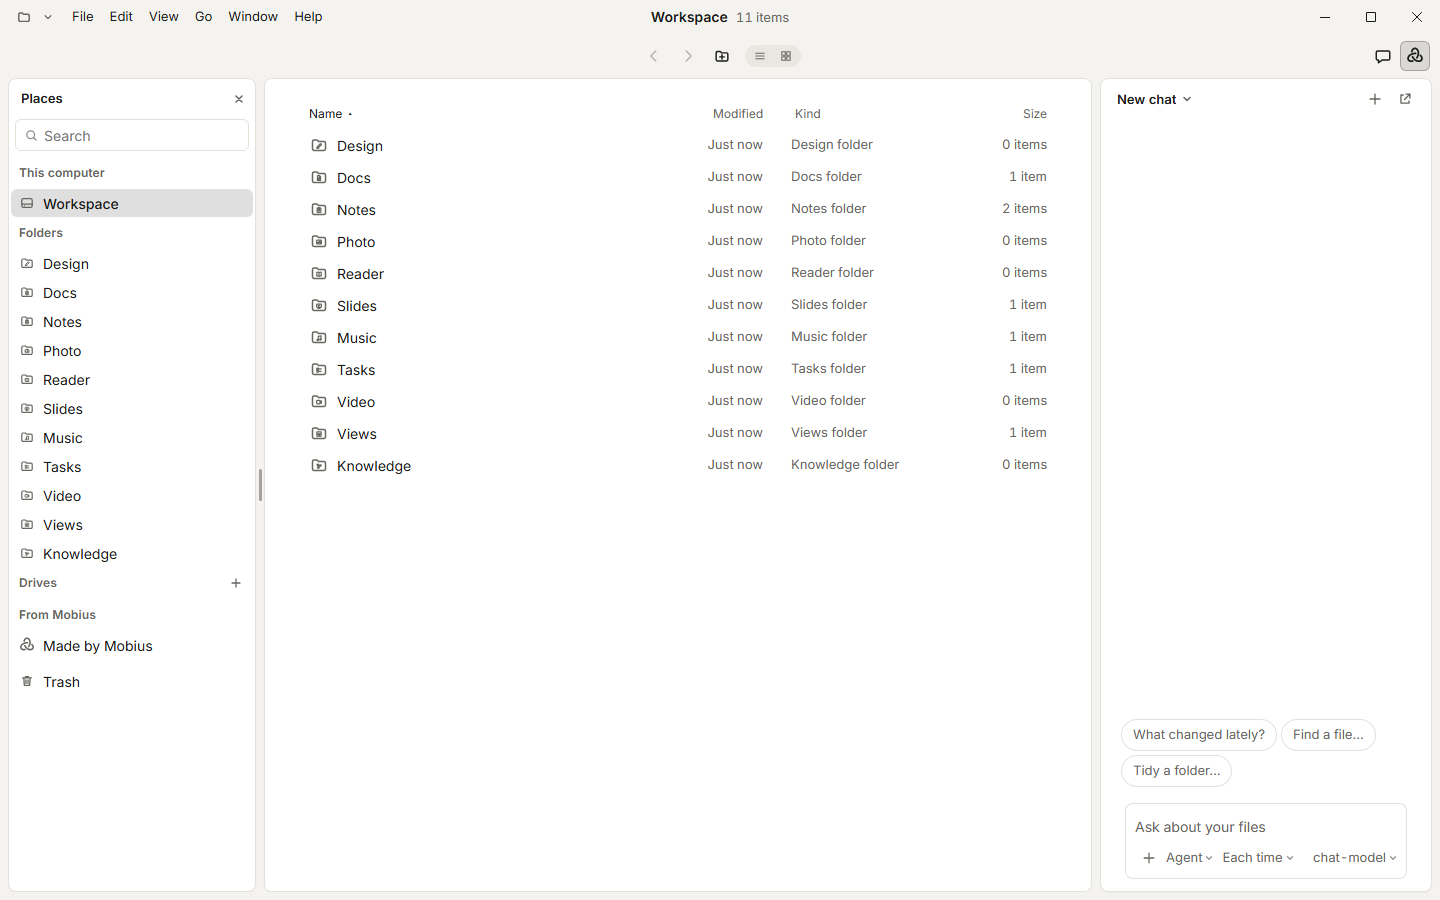 File Edit View Go Window Help
Workspace 11 items
Places
Search
This computer
Workspace
Folders
Design
Docs
Notes
Photo
Reader
Slides
Music
Tasks
Video
Views
Knowledge
Drives
From Mobius
Made by Mobius
Trash
Name Modified Kind Size
Design Just now Design folder 0 items
Docs Just now Docs folder 1 item
Notes Just now Notes folder 2 items
Photo Just now Photo folder 0 items
Reader Just now Reader folder 0 items
Slides Just now Slides folder 1 item
Music Just now Music folder 1 item
Tasks Just now Tasks folder 1 item
Video Just now Video folder 0 items
Views Just now Views folder 1 item
Knowledge Just now Knowledge folder 0 items
New chat
What changed lately? Find a file...
Tidy a folder...
Ask about your files
Agent Each time chat-model